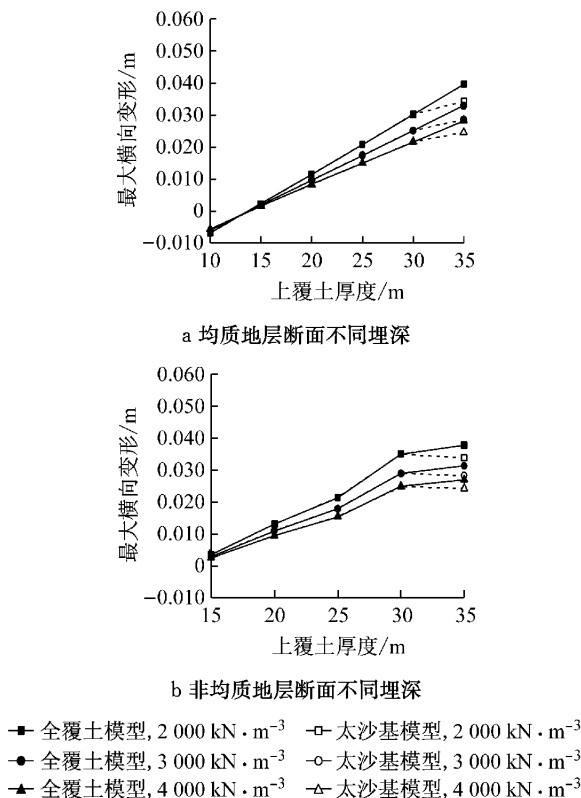 0.060
0.050
0.040
0.030
0.020
0.010
0
−0.010
最大横向变形/m
10 15 20 25 30 35
上覆土厚度/m
a 均质地层断面不同埋深
0.060
0.050
0.040
0.030
0.020
0.010
0
−0.010
最大横向变形/m
15 20 25 30 35
上覆土厚度/m
b 非均质地层断面不同埋深
全覆土模型, 2 000 kN·m⁻³ 太沙基模型, 2 000 kN·m⁻³
全覆土模型, 3 000 kN·m⁻³ 太沙基模型, 3 000 kN·m⁻³
全覆土模型, 4 000 kN·m⁻³ 太沙基模型, 4 000 kN·m⁻³